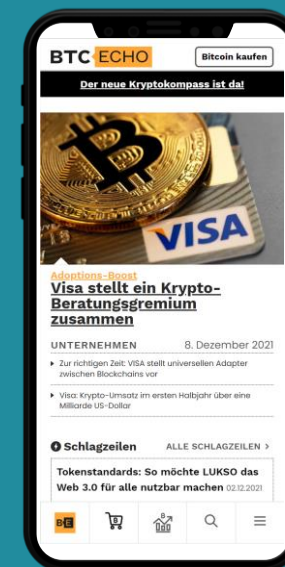 BTC ECHO
Bitcoin kaufen
Der neue Kryptokompass ist da!
VISA
Adoptions-Boost
Visa stellt ein Krypto-
Beratungsgremium
zusammen
UNTERNEHMEN 8. Dezember 2021
Zur richtigen Zeit: VISA stellt universellen Adapter
zwischen Blockchains vor
Visa: Krypto-Umsatz im ersten Halbjahr über eine
Milliarde US-Dollar
Schlagzeilen ALLE SCHLAGZEILEN >
Tokenstandards: So möchte LUKSO das
Web 3.0 für alle nutzbar machen 02.12.2021
BE